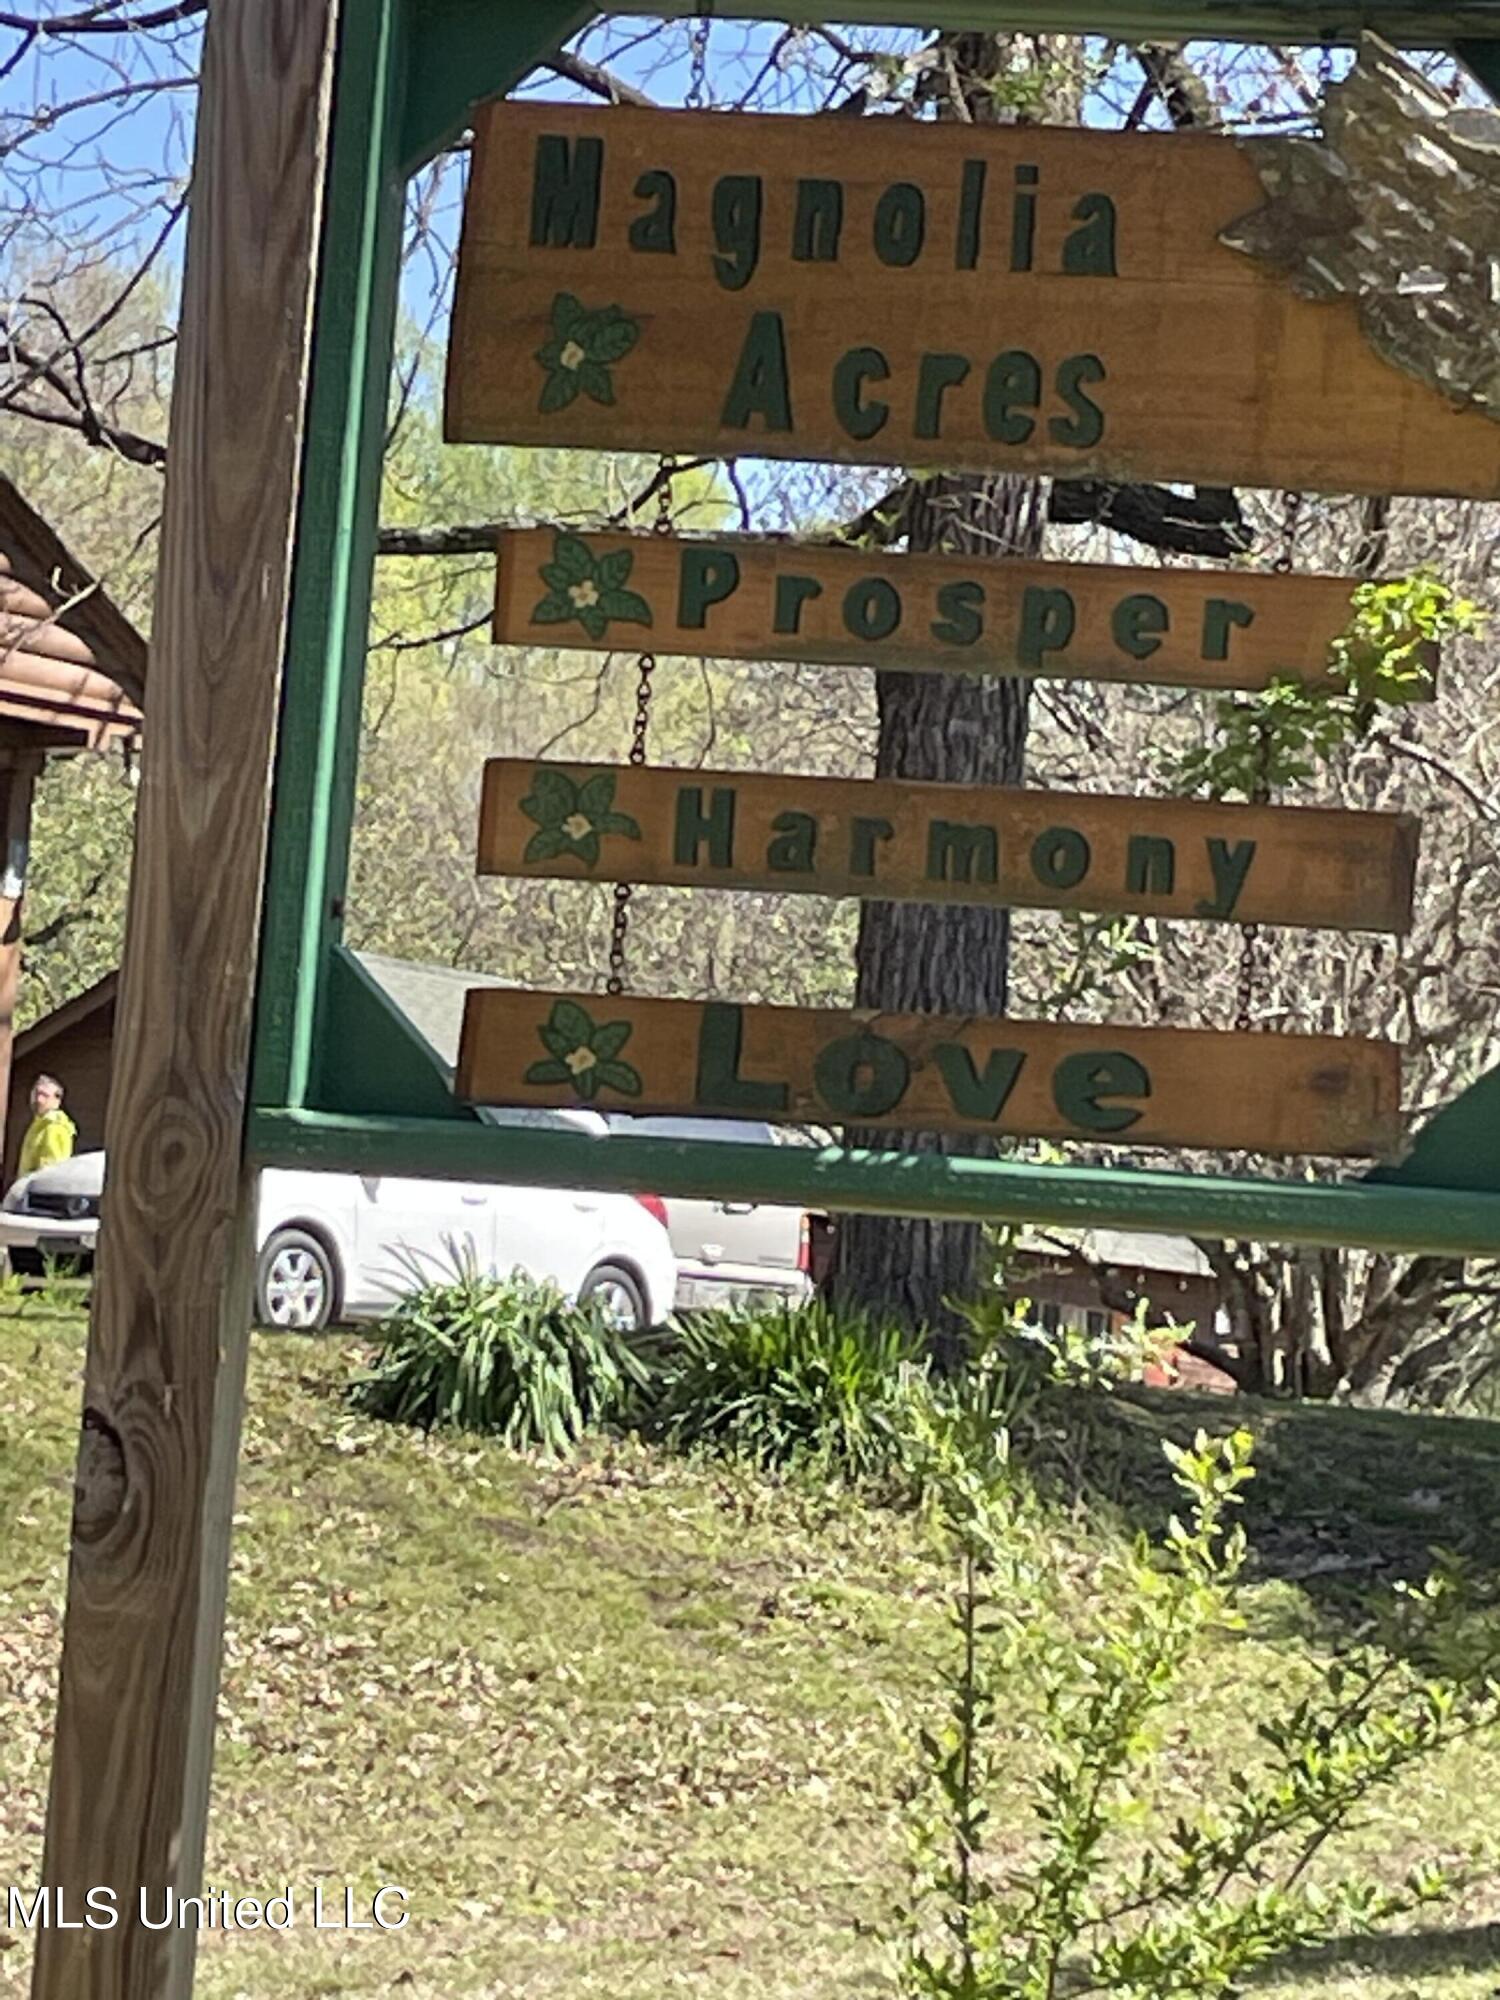 Magnolia
Acres
Prosper
Harmony
Love
MLS United LLC